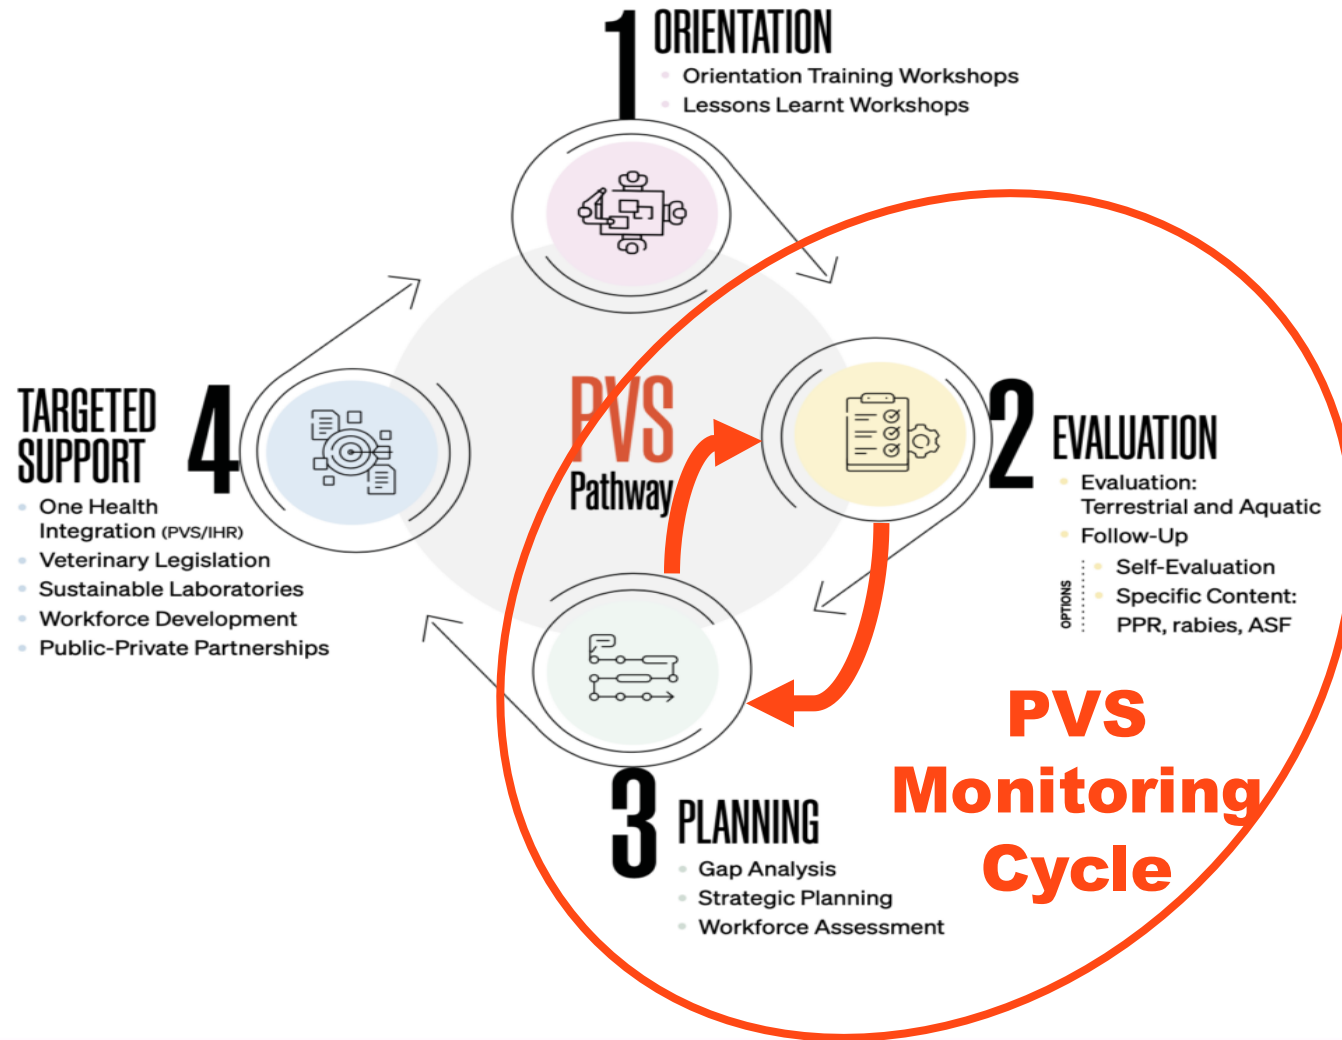 1 ORIENTATION
• Orientation Training Workshops
• Lessons Learnt Workshops
PVS
Pathway
2 EVALUATION
• Evaluation:
Terrestrial and Aquatic
• Follow-Up
OPTIONS
• Self-Evaluation
• Specific Content:
PPR, rabies, ASF
3 PLANNING
• Gap Analysis
• Strategic Planning
• Workforce Assessment
TARGETED
SUPPORT 4
• One Health
Integration (PVS/IHR)
• Veterinary Legislation
• Sustainable Laboratories
• Workforce Development
• Public-Private Partnerships
PVS
Monitoring
Cycle